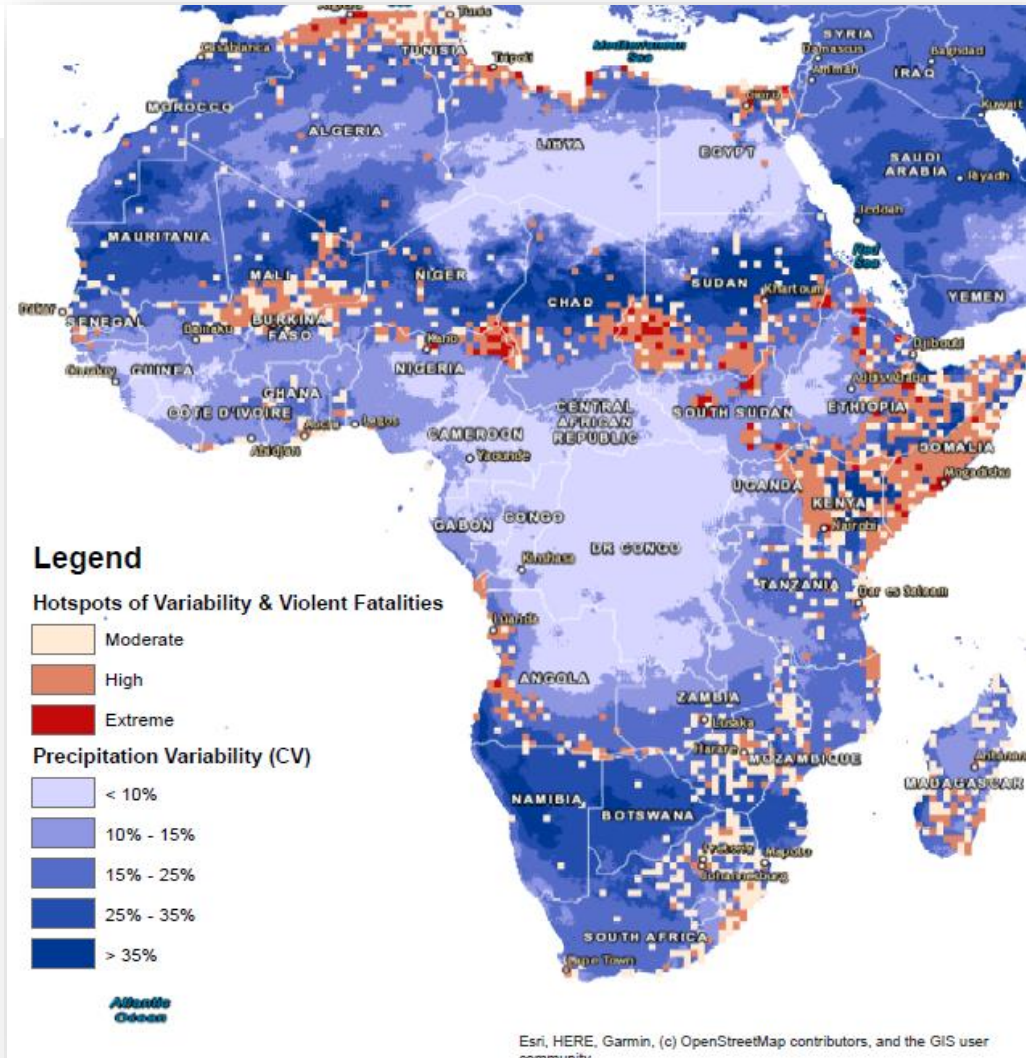 Tunis
Casablanca
TUNISIA
Tripoli
Mediterranean
Sea
SYRIA
Damascus
Baghdad
Amman
IRAQ
Kuwait
MOROCCO
ALGERIA
LIBYA
Cairo
EGYPT
SAUDI
ARABIA
Riyadh
Jeddah
Red
Sea
MAURITANIA
MALI
NIGER
CHAD
SUDAN
Khartoum
YEMEN
Dakar
SENEGAL
Bamako
BURKINA
FASO
Kano
Djibouti
GUINEA
Conakry
NIGERIA
GHANA
COTE D'IVOIRE
Accra
Lagos
Abidjan
CENTRAL
AFRICAN
REPUBLIC
SOUTH SUDAN
Addis Ababa
ETHIOPIA
CAMEROON
Yaounde
SOMALIA
Mogadishu
UGANDA
KENYA
Nairobi
GABON
CONGO
DR CONGO
Kinshasa
TANZANIA
Dar es Salaam
Luanda
ANGOLA
ZAMBIA
Lusaka
Harare
MOZAMBIQUE
MADAGASCAR
NAMIBIA
BOTSWANA
Pretoria
Maputo
Johannesburg
SOUTH AFRICA
Cape Town
Legend
Hotspots of Variability & Violent Fatalities
Moderate
High
Extreme
Precipitation Variability (CV)
< 10%
10% - 15%
15% - 25%
25% - 35%
> 35%
Atlantic
Ocean
Esri, HERE, Garmin, (c) OpenStreetMap contributors, and the GIS user
community